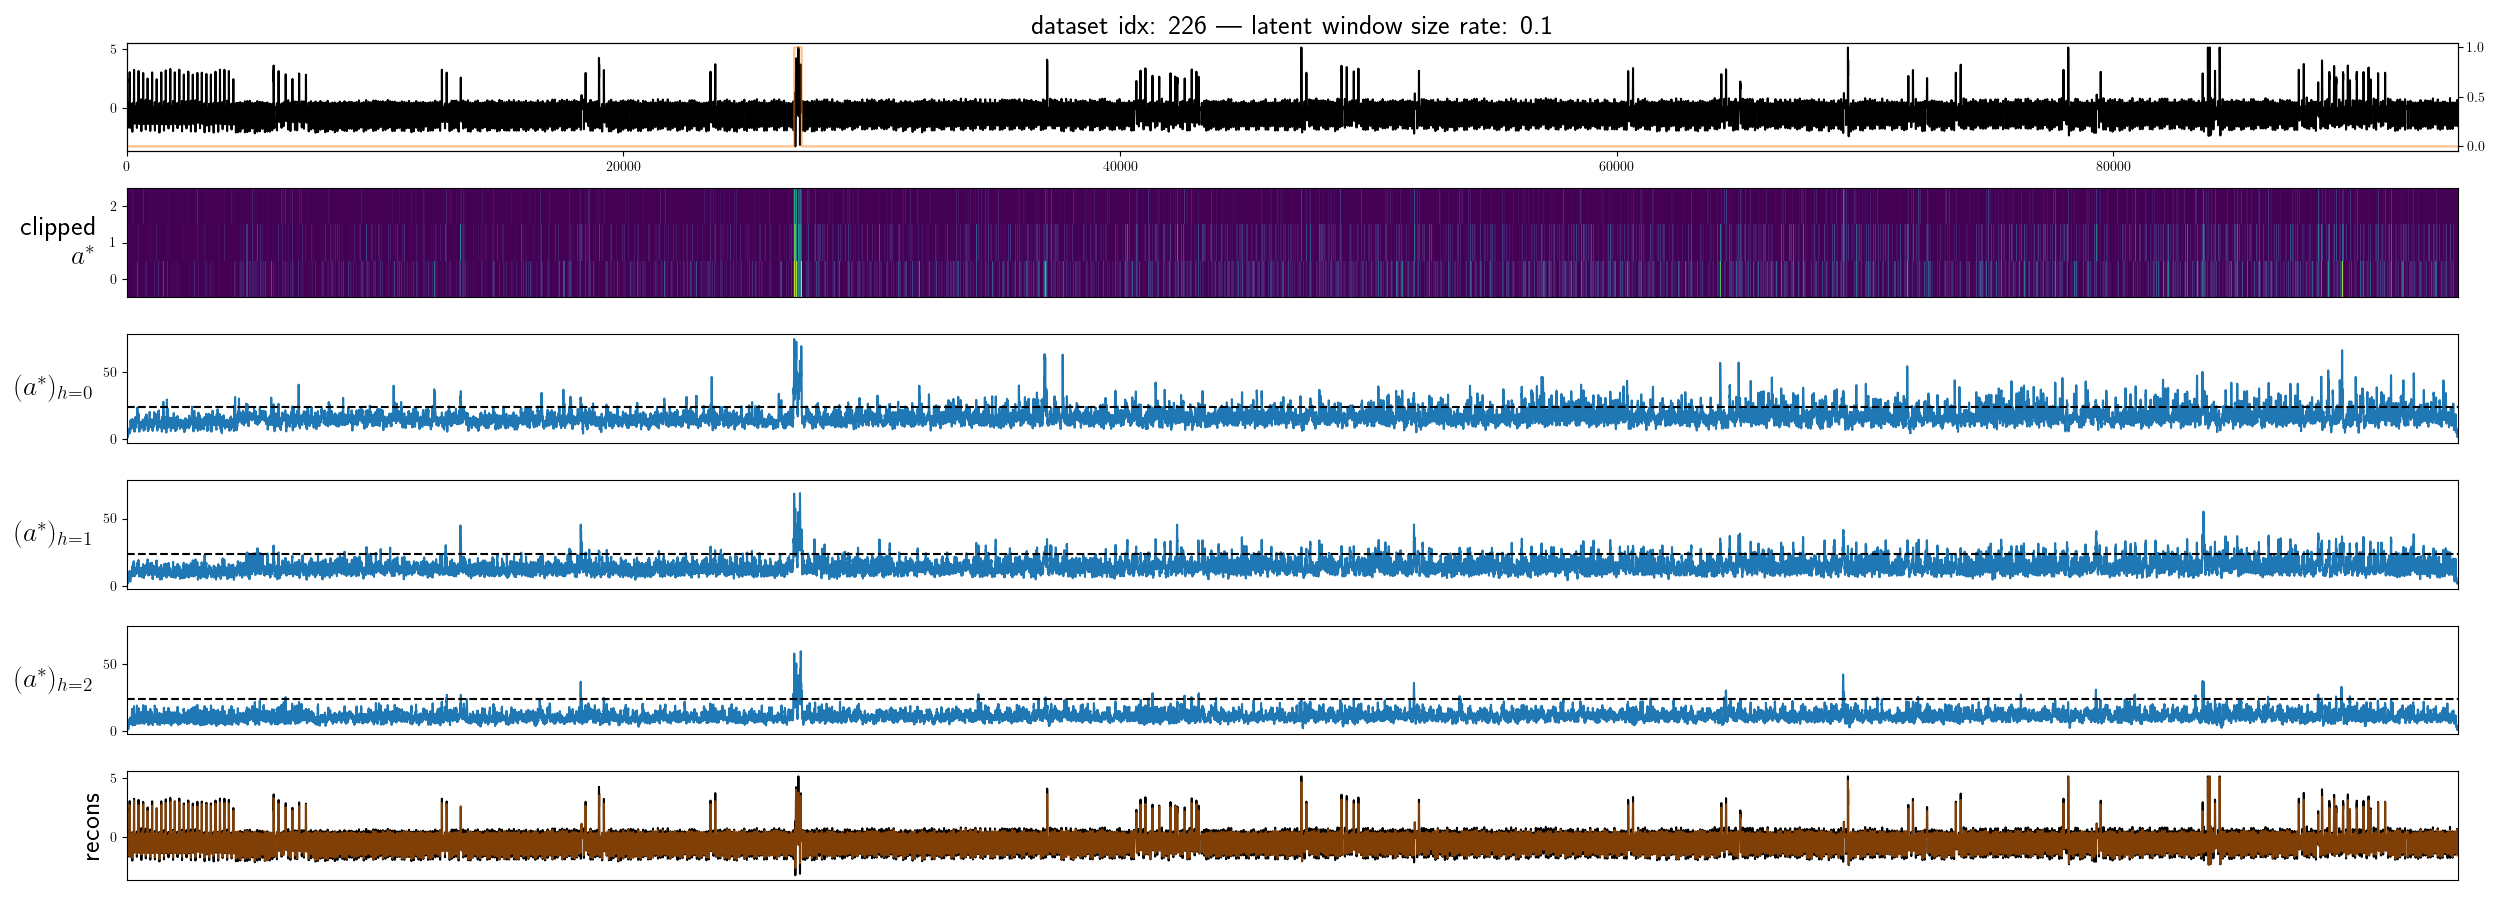 dataset idx: 226 — latent window size rate: 0.1
5
0
1.0
0.5
0.0
0 20000 40000 60000 80000
clipped
a*
2
1
0
(a*)h=0
50
0
(a*)h=1
50
0
(a*)h=2
50
0
recons
5
0